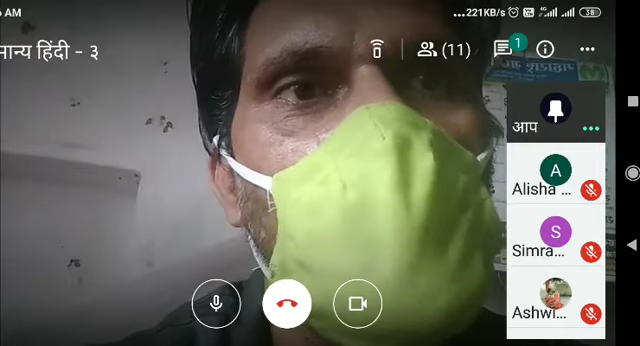 AM
...221KB/s
38
मान्य हिंदी - ३
(11)
1
आप
A
Alisha ...
S
Simra...
Ashwi...